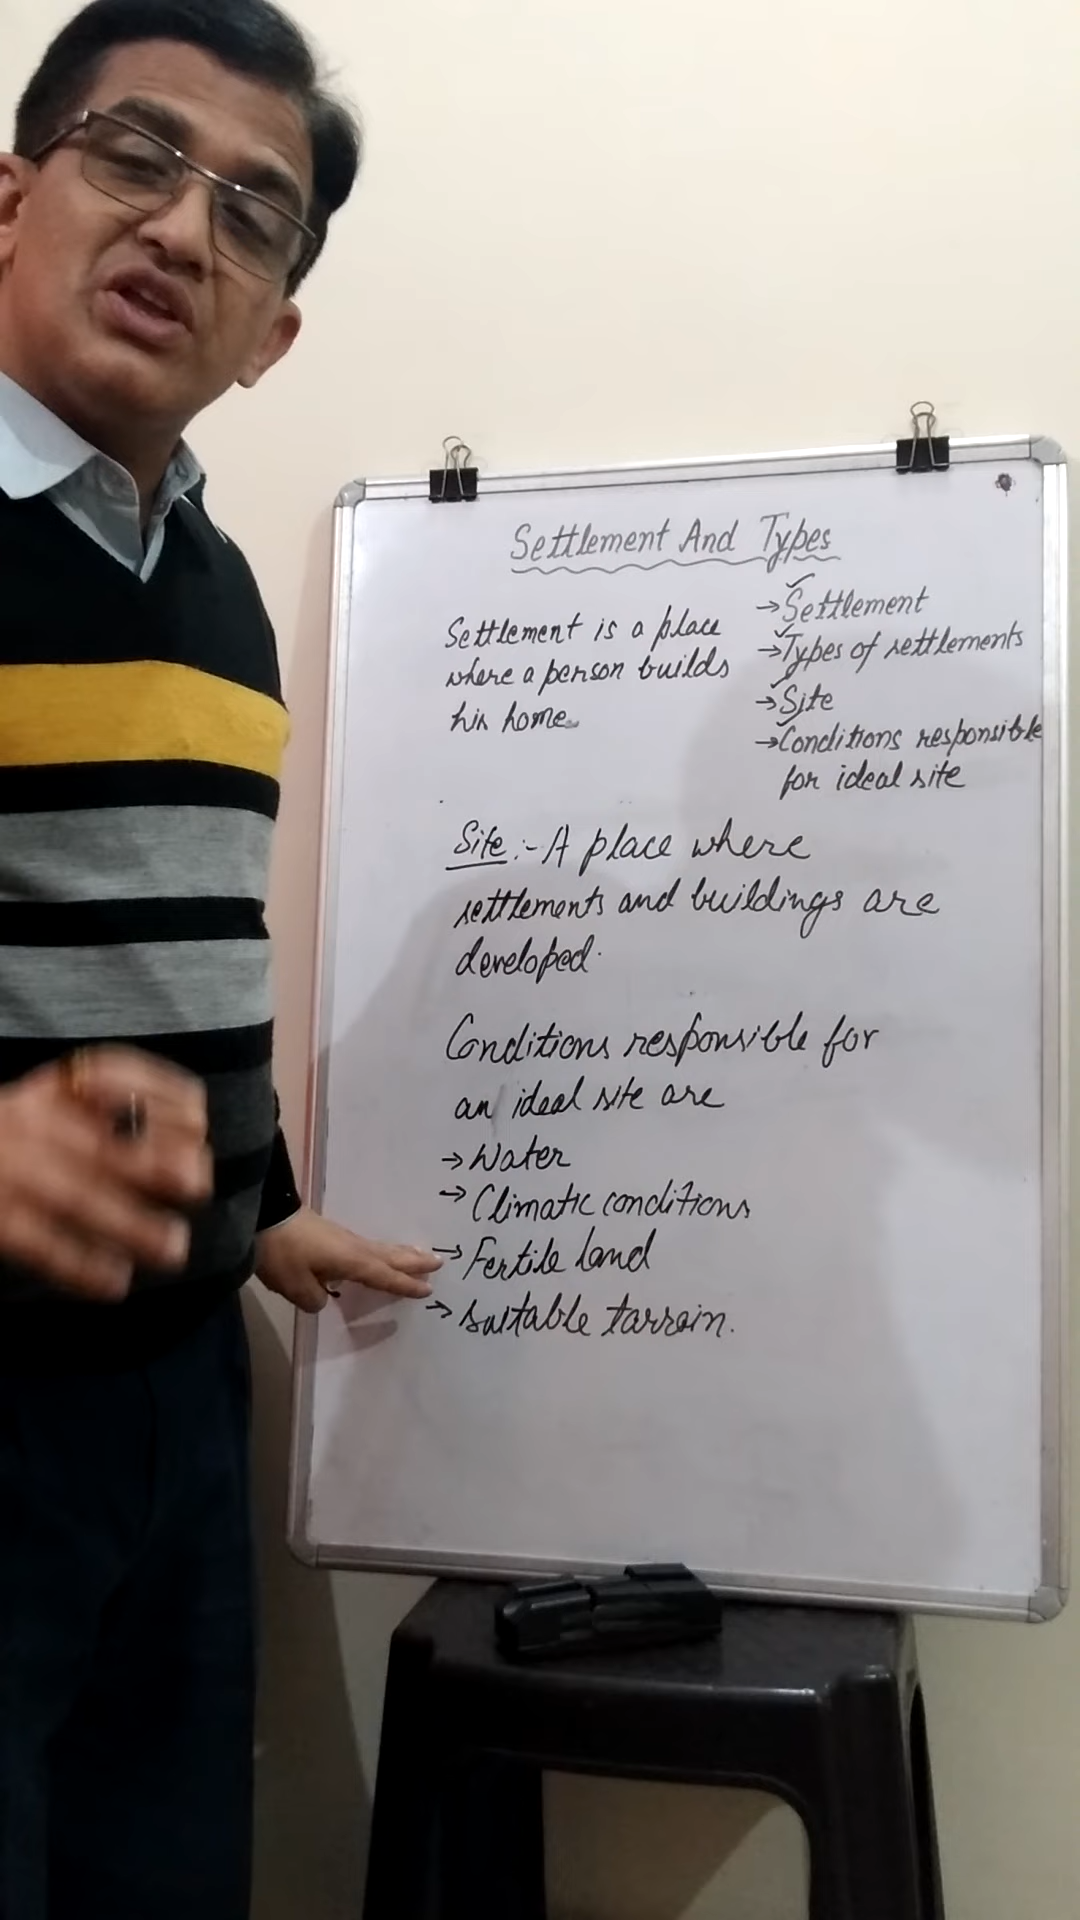 Settlement And Types
Settlement is a place
where a person builds
his home.
→ Settlement
→ Types of settlements
→ Site
→ Conditions responsible
for ideal site
Site :- A place where
settlements and buildings are
developed.
Conditions responsible for
an ideal site are
→ Water
→ Climatic conditions
→ Fertile land
→ suitable tarrain.